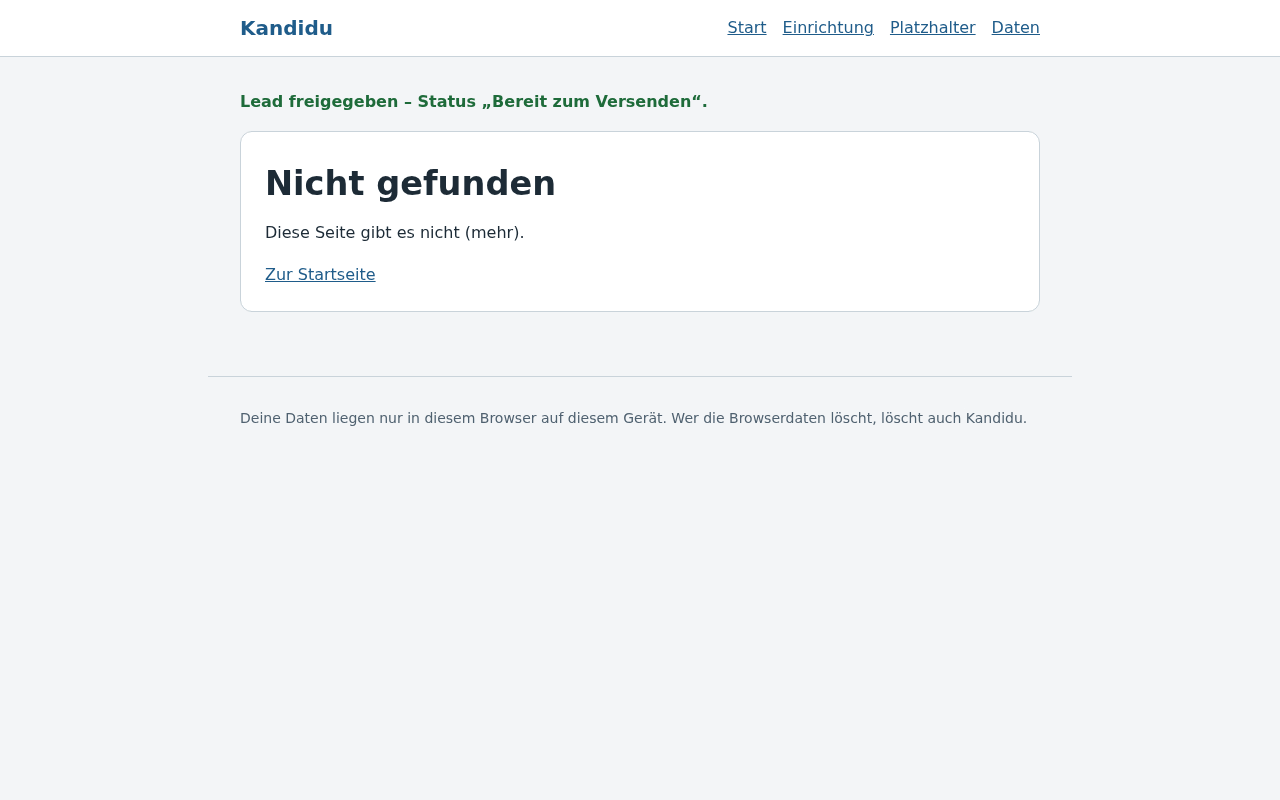 Kandidu
Start Einrichtung Platzhalter Daten
Lead freigegeben – Status „Bereit zum Versenden“.
Nicht gefunden
Diese Seite gibt es nicht (mehr).
Zur Startseite
Deine Daten liegen nur in diesem Browser auf diesem Gerät. Wer die Browserdaten löscht, löscht auch Kandidu.